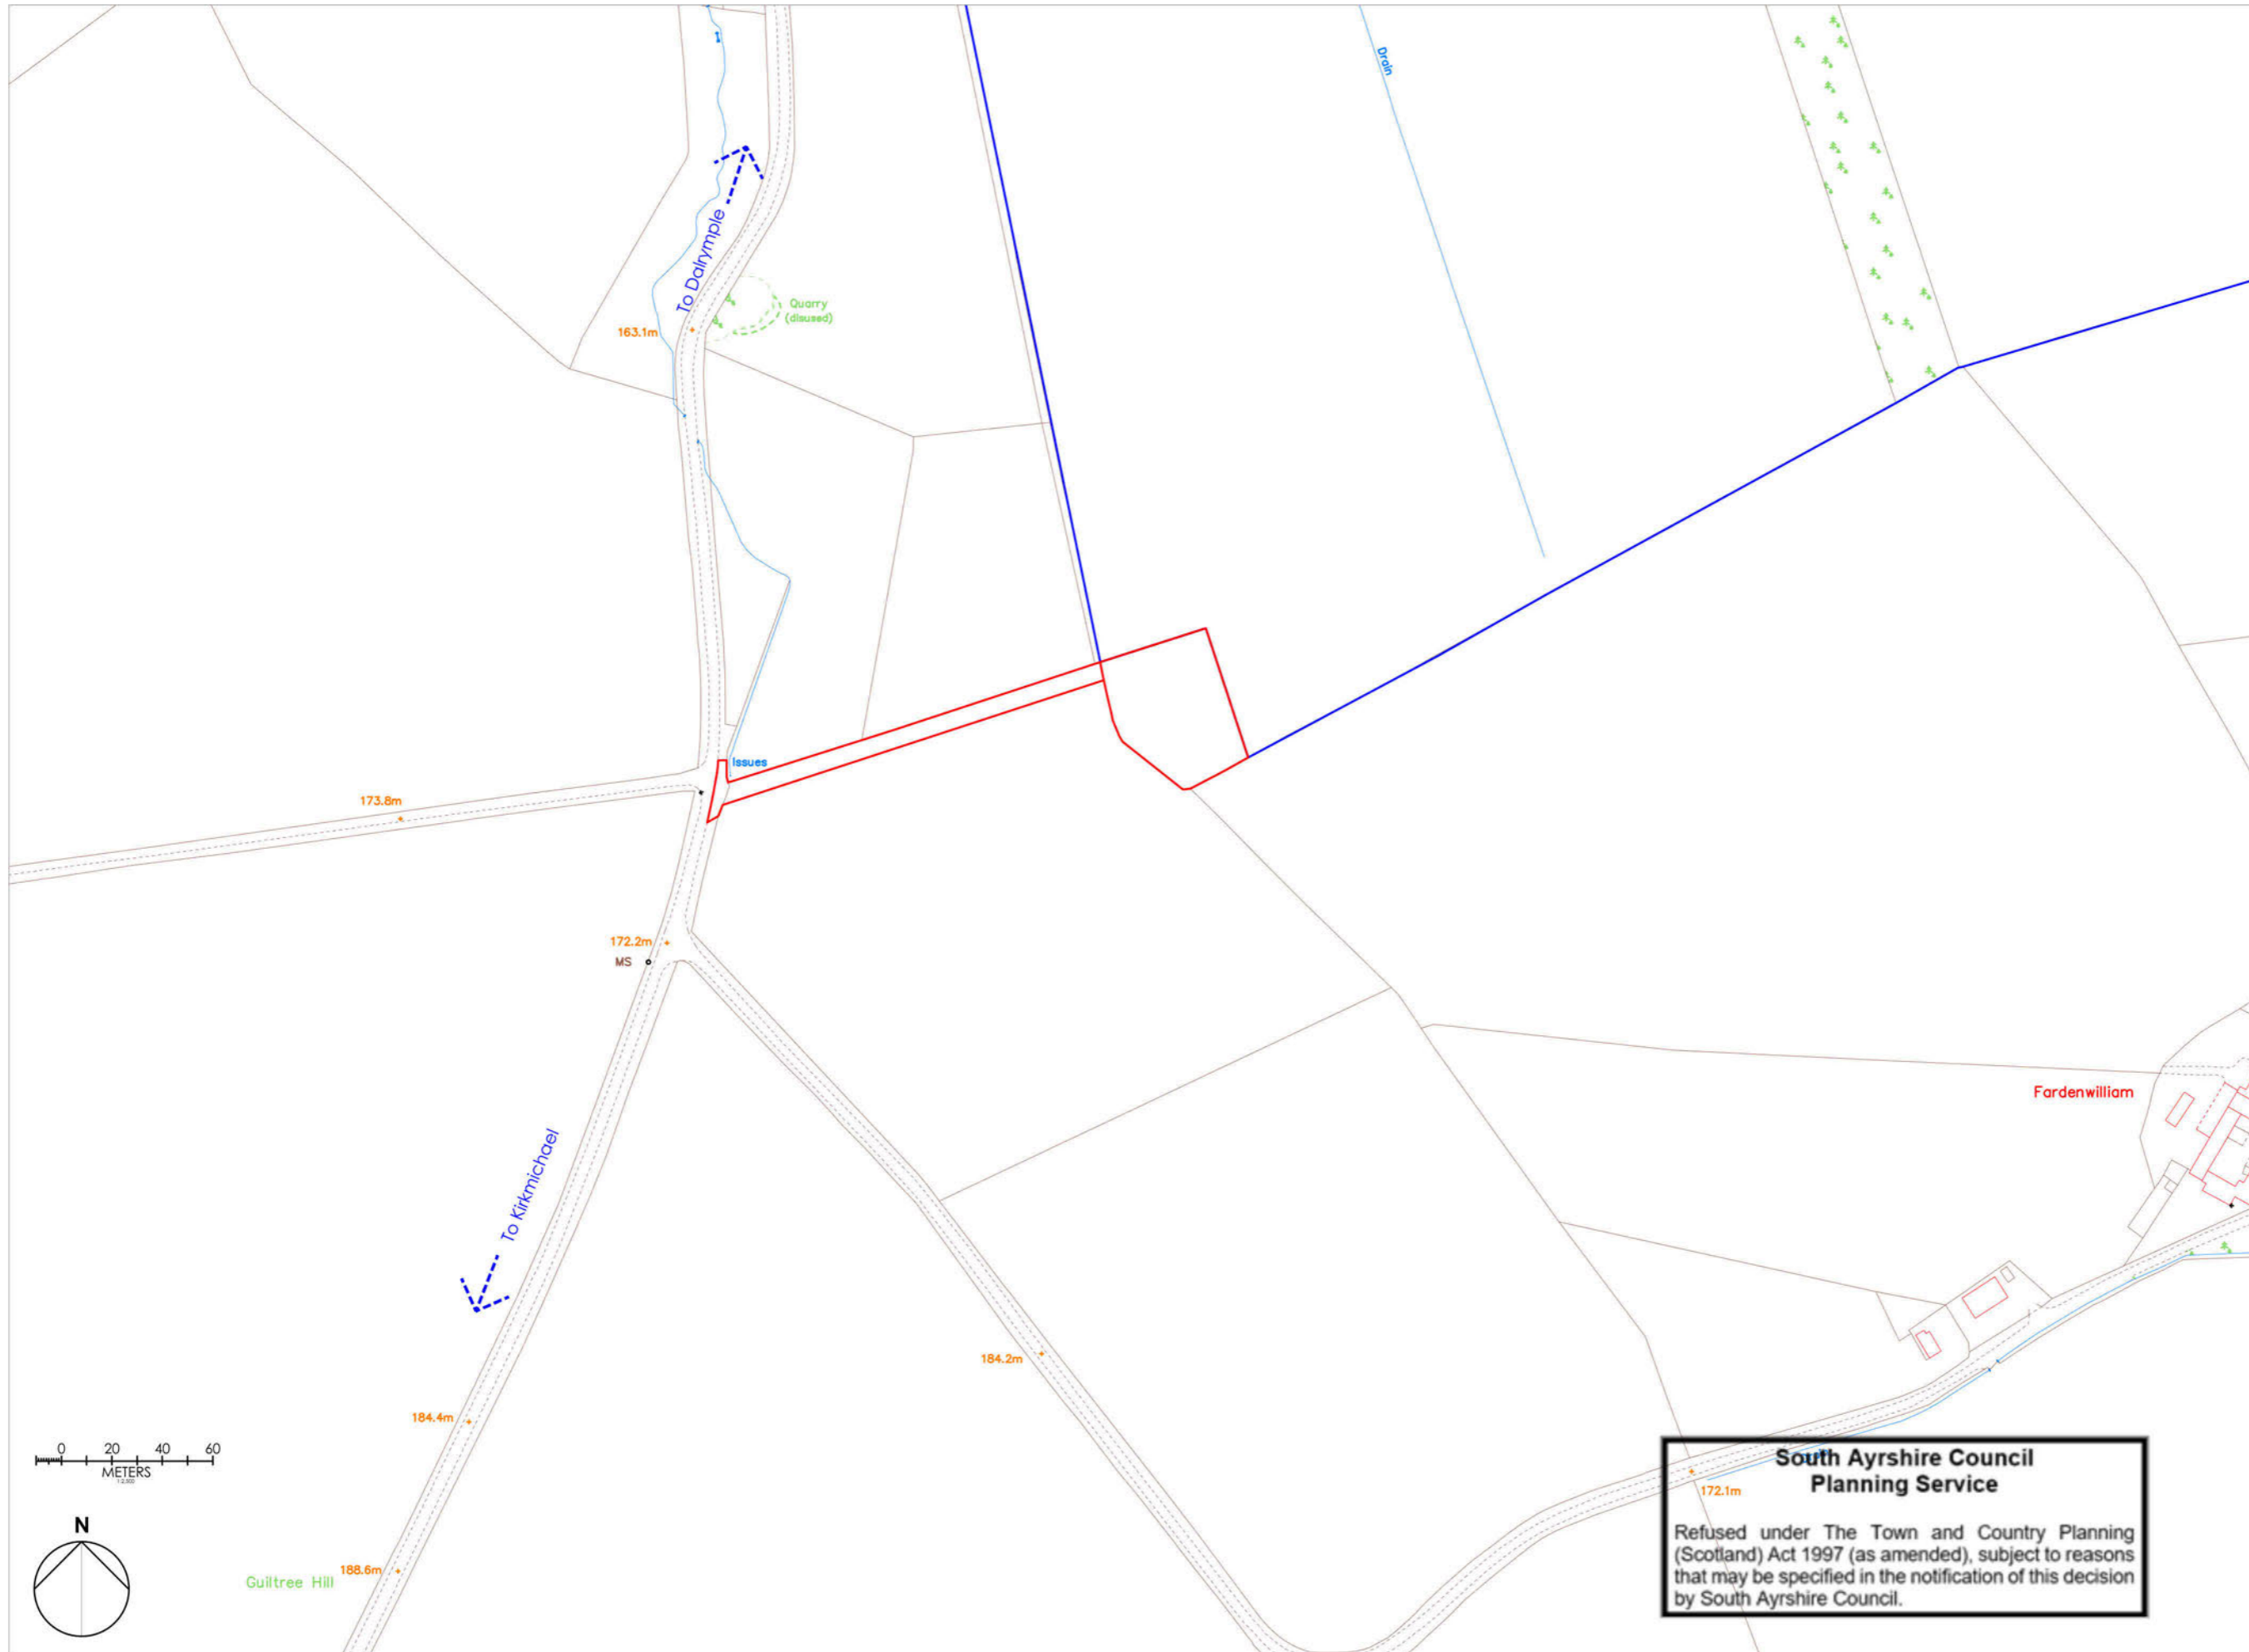 Drain
To Dalrymple
Quarry
(disused)
163.1m
Issues
173.8m
172.2m
MS
Fardenwilliam
To Kirkmichael
184.2m
184.4m
0 20 40 60
METERS
1:2,500
172.1m
N
188.6m
Guiltree Hill
South Ayrshire Council
Planning Service
Refused under The Town and Country Planning
(Scotland) Act 1997 (as amended), subject to reasons
that may be specified in the notification of this decision
by South Ayrshire Council.